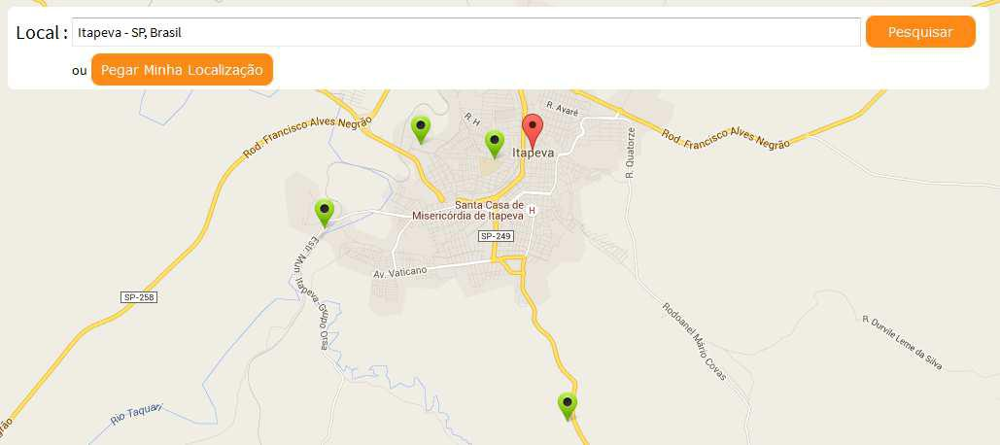 Local :
Itapeva - SP, Brasil
Pesquisar
ou
Pegar Minha Localização
R. Avaré
R. H
Rod. Francisco Alves Negrão
Rod. Francisco Alves Negrão
Itapeva
R. Quatorze
Santa Casa de
Misericórdia de Itapeva
H
SP-249
Estr Mun Itapeva-Grupo Orsa
Av. Vaticano
SP-258
Rodoanel Mário Covas
R. Durvile Leme da Silva
Rio Taquari
grão